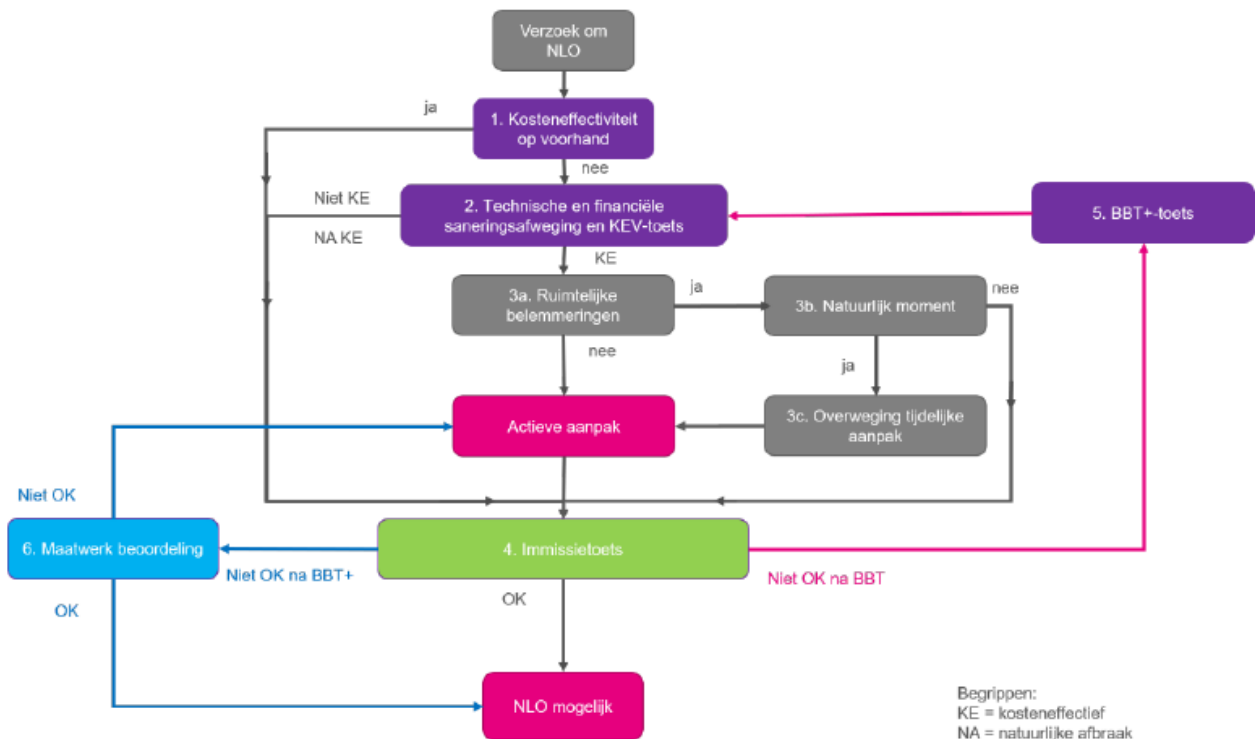 Verzoek om
NLO
ja
1. Kosteneffectiviteit
op voorhand
nee
Niet KE
2. Technische en financiële
saneringsafweging en KEV-toets
5. BBT+-toets
NA KE
KE
3a. Ruimtelijke
belemmeringen
ja
3b. Natuurlijk moment
nee
nee
ja
Actieve aanpak
3c. Overweging tijdelijke
aanpak
Niet OK
6. Maatwerk beoordeling
4. Immissietoets
Niet OK na BBT+
Niet OK na BBT
OK
OK
NLO mogelijk
Begrippen:
KE = kosteneffectief
NA = natuurlijke afbraak